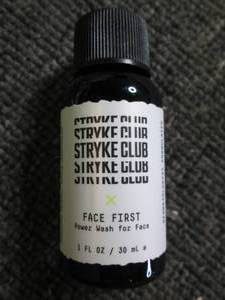 STRYKE CLUB
STRYKE CLUB
STRYKE CLUB
STRYKE CLUB
STRYKE CLUB
FACE FIRST
Power Wash for Face
1 FL OZ / 30 mL e